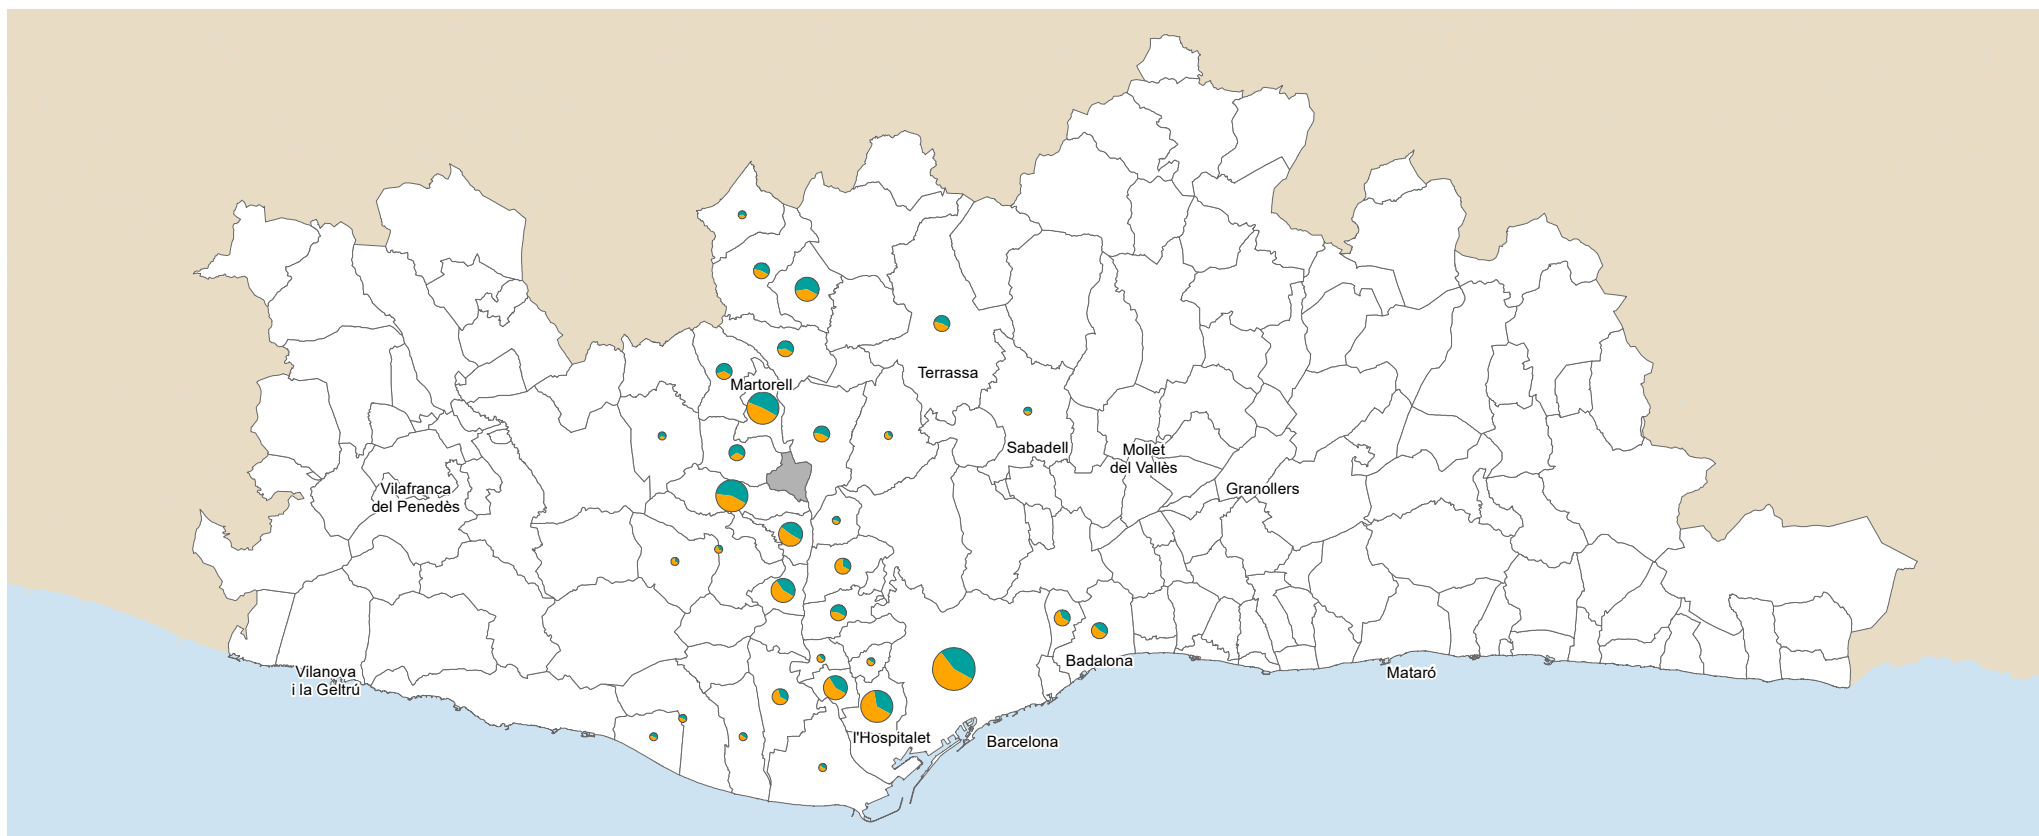 Terrassa
Martorell
Sabadell
Mollet
del Vallès
Granollers
Vilafranca
del Penedès
Badalona
Vilanova
i la Geltrú
Mataró
l'Hospitalet
Barcelona